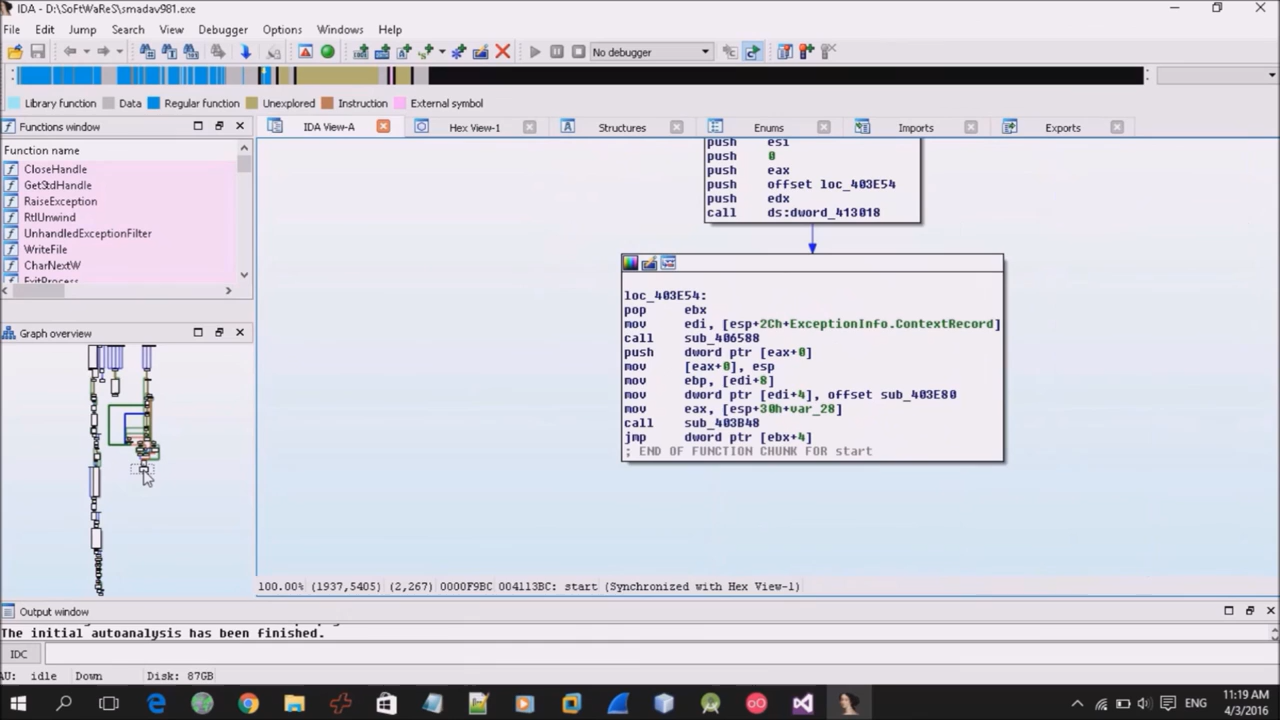 IDA - D:\SoFtWaReS\smadav981.exe
File Edit Jump Search View Debugger Options Windows Help
No debugger
Library function Data Regular function Unexplored Instruction External symbol
Functions window
IDA View-A Hex View-1 Structures Enums Imports Exports
Function name
CloseHandle
GetStdHandle
RaiseException
RtlUnwind
UnhandledExceptionFilter
WriteFile
CharNextW
ExitProcess
push esi
push 0
push eax
push offset loc_403E54
push edx
call ds:dword_413018
loc_403E54:
pop ebx
mov edi, [esp+2Ch+ExceptionInfo.ContextRecord]
call sub_406588
push dword ptr [eax+0]
mov [eax+0], esp
mov ebp, [edi+8]
mov dword ptr [edi+4], offset sub_403E80
mov eax, [esp+30h+var_28]
call sub_403B48
jmp dword ptr [ebx+4]
; END OF FUNCTION CHUNK FOR start
Graph overview
100.00% (1937,5405) (2,267) 0000F9BC 004113BC: start (Synchronized with Hex View-1)
Output window
The initial autoanalysis has been finished.
IDC
AU: idle Down Disk: 87GB
ENG
11:19 AM
4/3/2016